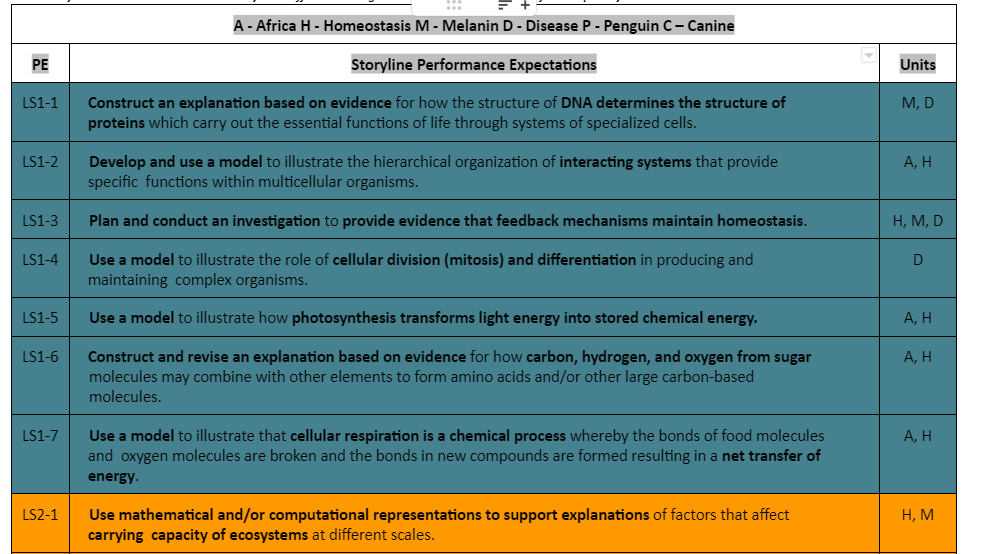 A - Africa H - Homeostasis M - Melanin D - Disease P - Penguin C – Canine
PE
Storyline Performance Expectations
Units
LS1-1
Construct an explanation based on evidence for how the structure of DNA determines the structure of
proteins which carry out the essential functions of life through systems of specialized cells.
M, D
LS1-2
Develop and use a model to illustrate the hierarchical organization of interacting systems that provide
specific functions within multicellular organisms.
A, H
LS1-3
Plan and conduct an investigation to provide evidence that feedback mechanisms maintain homeostasis.
H, M, D
LS1-4
Use a model to illustrate the role of cellular division (mitosis) and differentiation in producing and
maintaining complex organisms.
D
LS1-5
Use a model to illustrate how photosynthesis transforms light energy into stored chemical energy.
A, H
LS1-6
Construct and revise an explanation based on evidence for how carbon, hydrogen, and oxygen from sugar
molecules may combine with other elements to form amino acids and/or other large carbon-based
molecules.
A, H
LS1-7
Use a model to illustrate that cellular respiration is a chemical process whereby the bonds of food molecules
and oxygen molecules are broken and the bonds in new compounds are formed resulting in a net transfer of
energy.
A, H
LS2-1
Use mathematical and/or computational representations to support explanations of factors that affect
carrying capacity of ecosystems at different scales.
H, M